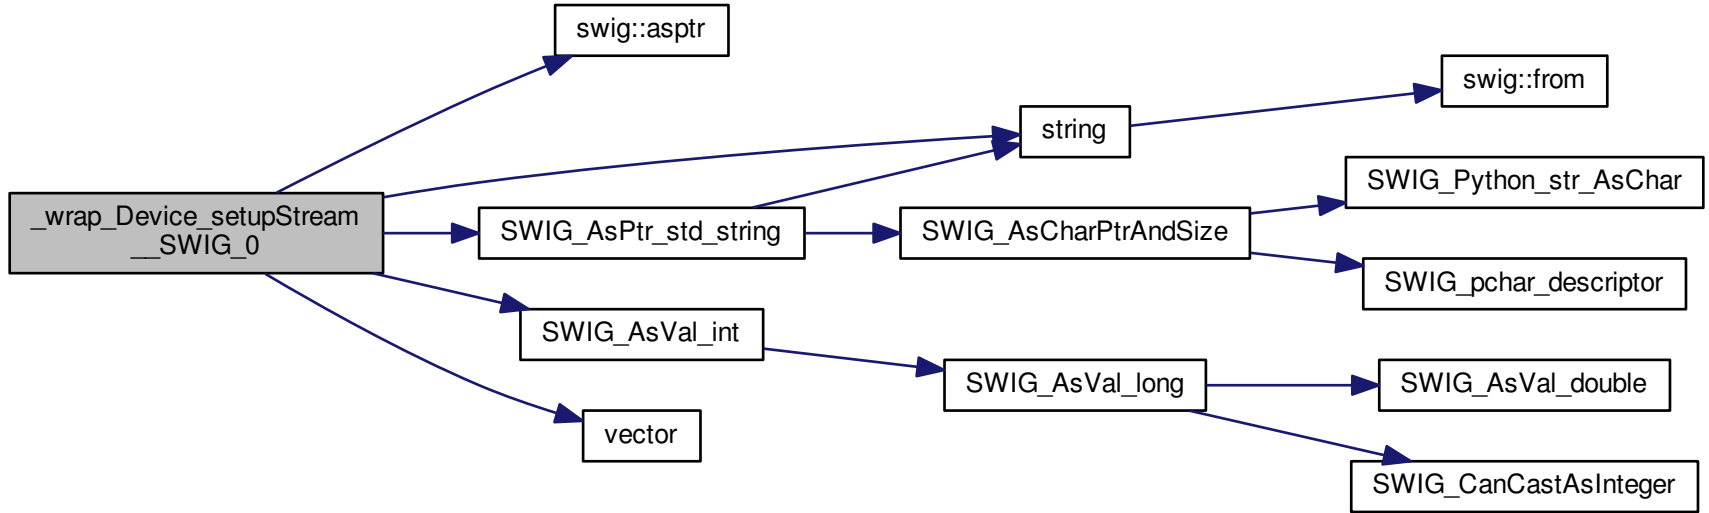 _wrap_Device_setupStream
__SWIG_0
swig::asptr
string
swig::from
SWIG_AsPtr_std_string
SWIG_AsCharPtrAndSize
SWIG_Python_str_AsChar
SWIG_pchar_descriptor
SWIG_AsVal_int
SWIG_AsVal_long
SWIG_AsVal_double
SWIG_CanCastAsInteger
vector